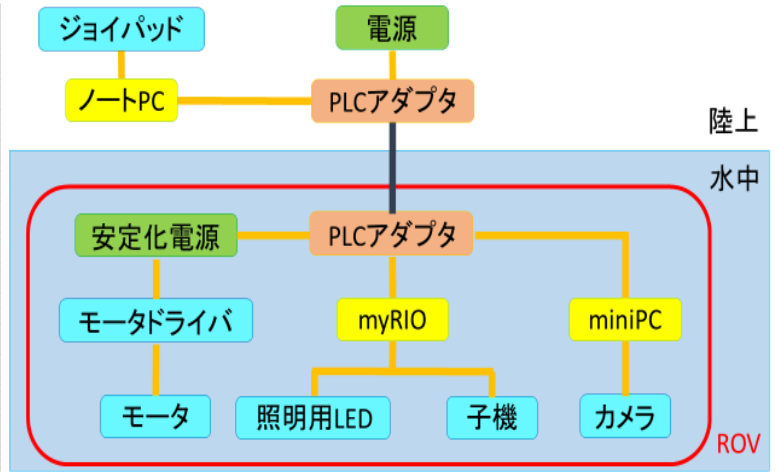 ジョイパッド
電源
ノートPC
PLCアダプタ
陸上
水中
安定化電源
PLCアダプタ
モータドライバ
myRIO
miniPC
モータ
照明用LED
子機
カメラ
ROV